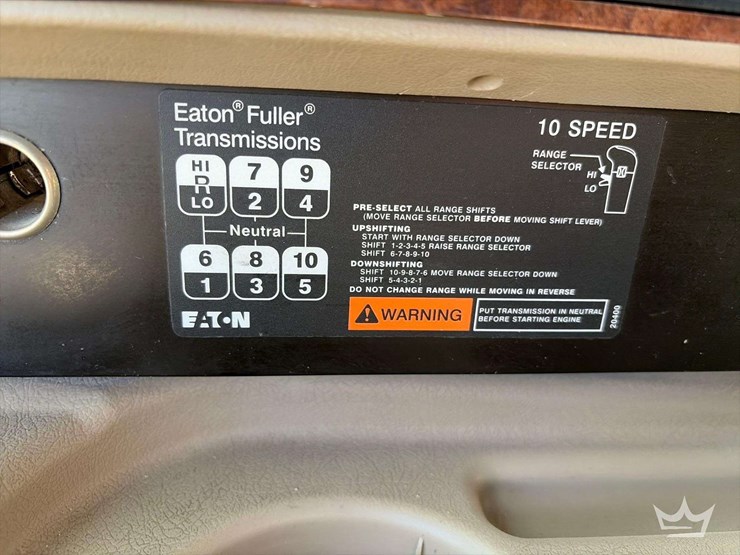 Eaton® Fuller®
Transmissions
10 SPEED
RANGE
SELECTOR
HI
LO
HI
R
LO
7
2
9
4
Neutral
6
1
8
3
10
5
PRE-SELECT ALL RANGE SHIFTS
(MOVE RANGE SELECTOR BEFORE MOVING SHIFT LEVER)
UPSHIFTING
START WITH RANGE SELECTOR DOWN
SHIFT 1-2-3-4-5 RAISE RANGE SELECTOR
SHIFT 6-7-8-9-10
DOWNSHIFTING
SHIFT 10-9-8-7-6 MOVE RANGE SELECTOR DOWN
SHIFT 5-4-3-2-1
DO NOT CHANGE RANGE WHILE MOVING IN REVERSE
EATON
WARNING
PUT TRANSMISSION IN NEUTRAL
BEFORE STARTING ENGINE
20400